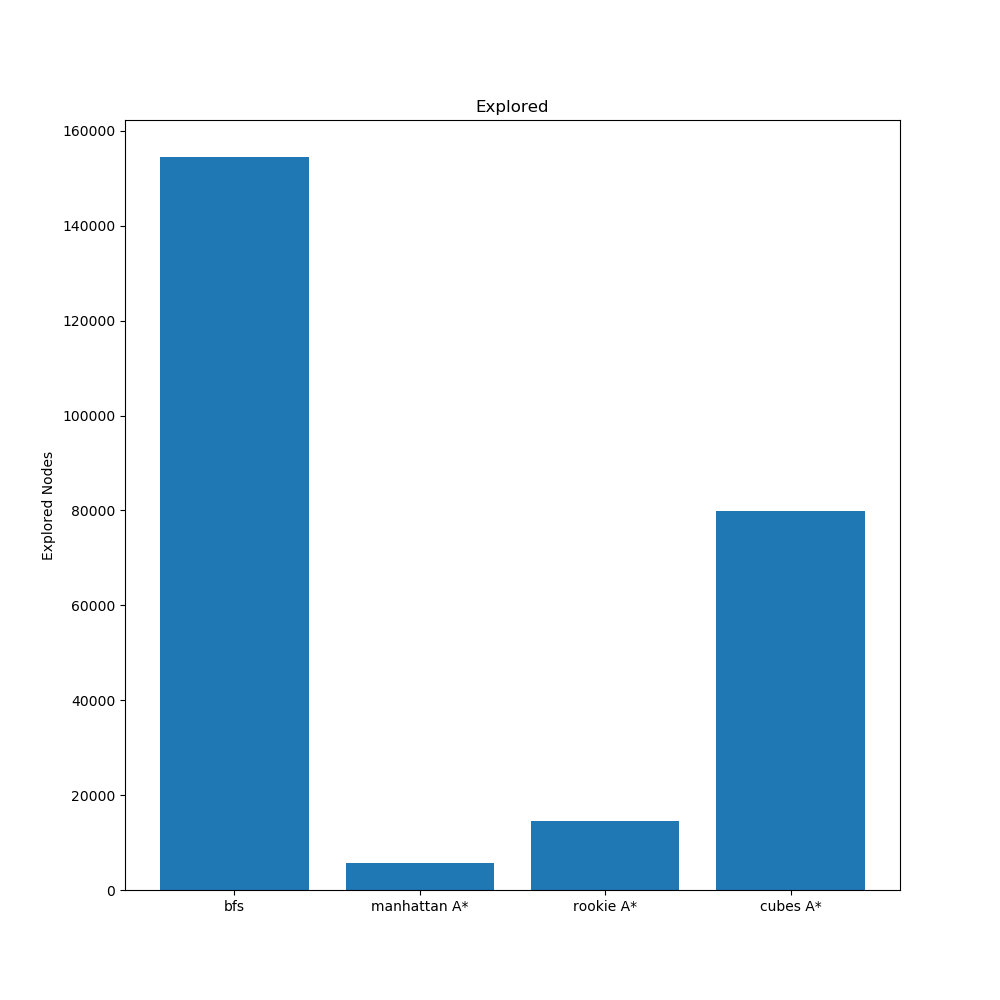 Explored
160000
140000
120000
100000
80000
60000
40000
20000
0
Explored Nodes
bfs
manhattan A*
rookie A*
cubes A*